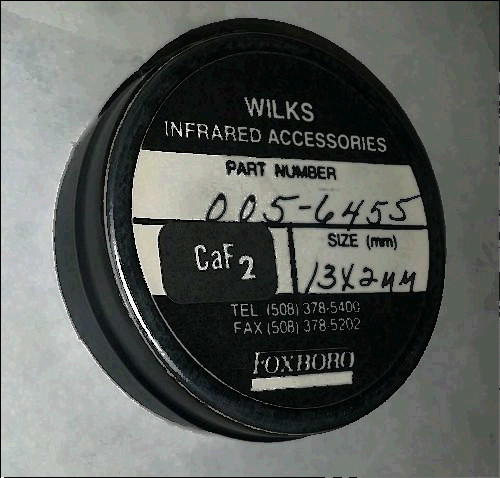 WILKS
INFRARED ACCESSORIES
PART NUMBER
005-6455
CaF2
SIZE (mm)
13X2mm
TEL (508) 378-5400
FAX (508) 378-5202
FOXBORO